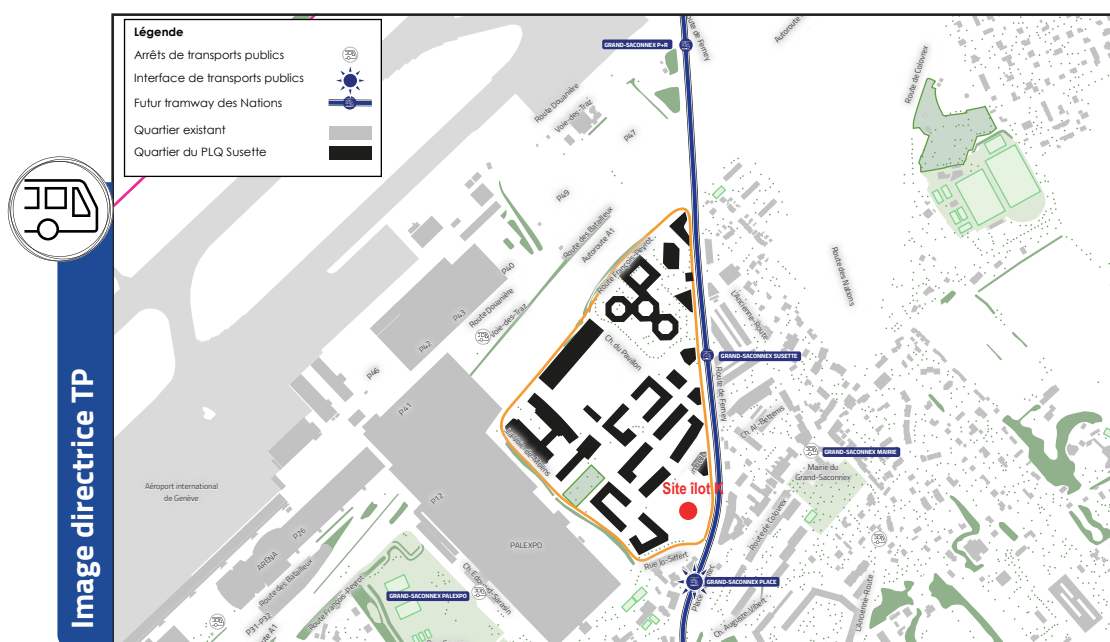 Légende
Arrêts de transports publics
Interface de transports publics
Futur tramway des Nations
Quartier existant
Quartier du PLQ Susette
Image directrice TP
GRAND-SACONNEX P+R
Route de Ferney
Autoroute
Route de Colovrex
Route Douanière
Voie-des-Traz
P47
P49
Route des Batailleux
Autoroute A1
Route François-Peyrot
P40
Route Douanière
Voie-des-Traz
P43
P42
P46
P41
Ch. du Pavillon
L'Ancienne-Route
Route des Nations
GRAND-SACONNEX SUSETTE
Route de Ferney
Ch. Al.-Bettems
GRAND-SACONNEX MAIRIE
Mairie du
Grand-Saconnex
Site îlot K
Aéroport international
de Genève
P12
PALEXPO
P26
ARENA
Route des Batailleux
P31-P32
Route François-Peyrot
GRAND-SACONNEX PALEXPO
Ch. Edouard-Sarasin
Rue Jo-Siffert
Route de Colovrex
GRAND-SACONNEX PLACE
Ch. Auguste-Vilbert
L'Ancienne-Route